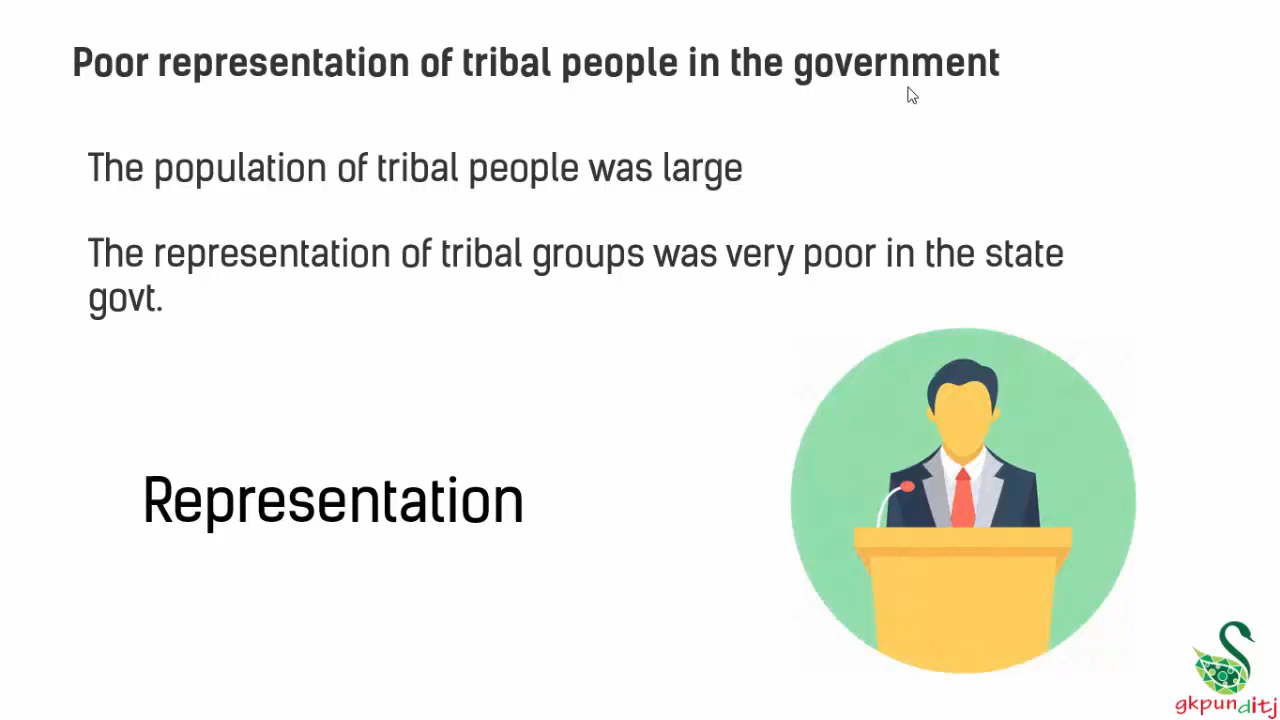 Poor representation of tribal people in the government
The population of tribal people was large
The representation of tribal groups was very poor in the state
govt.
Representation
gkpunditj